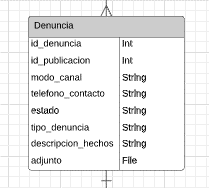 Denuncia
id_denuncia Int
id_publicacion Int
modo_canal String
telefono_contacto String
estado String
tipo_denuncia String
descripcion_hechos String
adjunto File